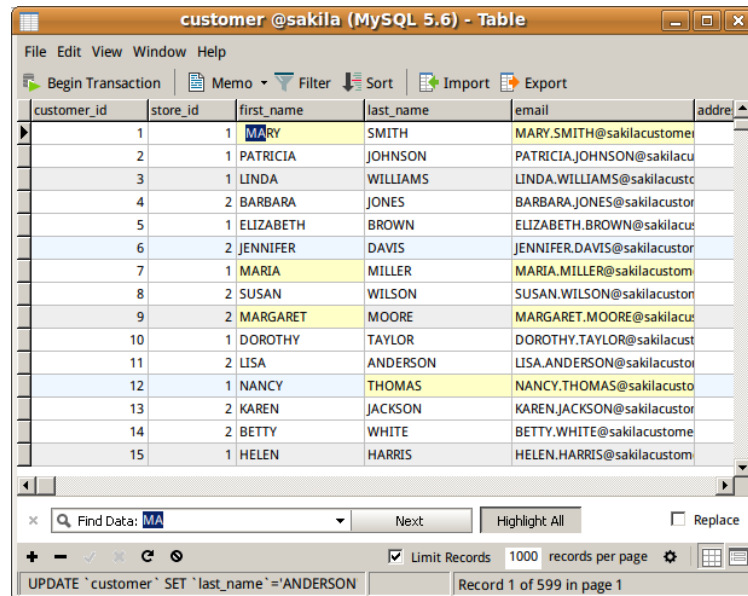 customer @sakila (MySQL 5.6) - Table
File Edit View Window Help
Begin Transaction Memo Filter Sort Import Export
customer_id store_id first_name last_name email addre
1 1 MARY SMITH MARY.SMITH@sakilacustomer
2 1 PATRICIA JOHNSON PATRICIA.JOHNSON@sakilacu
3 1 LINDA WILLIAMS LINDA.WILLIAMS@sakilacustc
4 2 BARBARA JONES BARBARA.JONES@sakilacustor
5 1 ELIZABETH BROWN ELIZABETH.BROWN@sakilacus
6 2 JENNIFER DAVIS JENNIFER.DAVIS@sakilacustor
7 1 MARIA MILLER MARIA.MILLER@sakilacustom
8 2 SUSAN WILSON SUSAN.WILSON@sakilacuston
9 2 MARGARET MOORE MARGARET.MOORE@sakilacus
10 1 DOROTHY TAYLOR DOROTHY.TAYLOR@sakilacust
11 2 LISA ANDERSON LISA.ANDERSON@sakilacustom
12 1 NANCY THOMAS NANCY.THOMAS@sakilacusto
13 2 KAREN JACKSON KAREN.JACKSON@sakilacustor
14 2 BETTY WHITE BETTY.WHITE@sakilacustome
15 1 HELEN HARRIS HELEN.HARRIS@sakilacustom
Find Data: MA Next Highlight All Replace
Limit Records 1000 records per page
UPDATE `customer` SET `last_name`='ANDERSON Record 1 of 599 in page 1